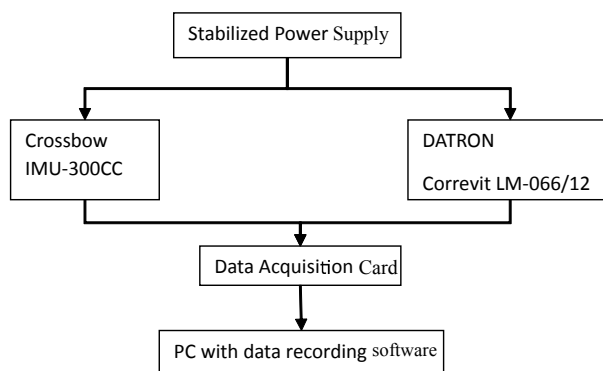 Stabilized Power Supply
Crossbow
IMU-300CC
DATRON
Correvit LM-066/12
Data Acquisition Card
PC with data recording software